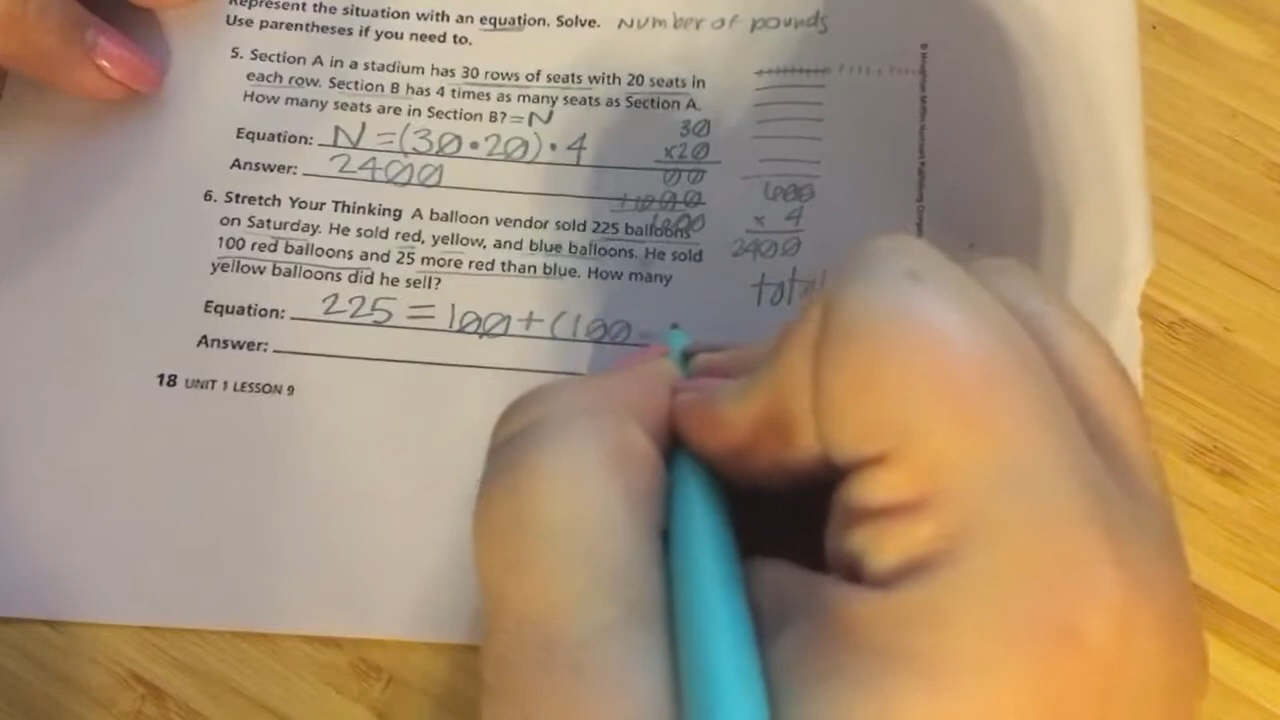 Represent the situation with an equation. Solve. Number of pounds
Use parentheses if you need to.
5. Section A in a stadium has 30 rows of seats with 20 seats in
each row. Section B has 4 times as many seats as Section A.
How many seats are in Section B? = N
Equation: N = (30 • 20) • 4
Answer: 2400
30
x20
00
600
x 4
2400
6. Stretch Your Thinking A balloon vendor sold 225 balloons
on Saturday. He sold red, yellow, and blue balloons. He sold
100 red balloons and 25 more red than blue. How many
yellow balloons did he sell?
total
Equation: 225 = 100 + (100 -
Answer:
18 UNIT 1 LESSON 9